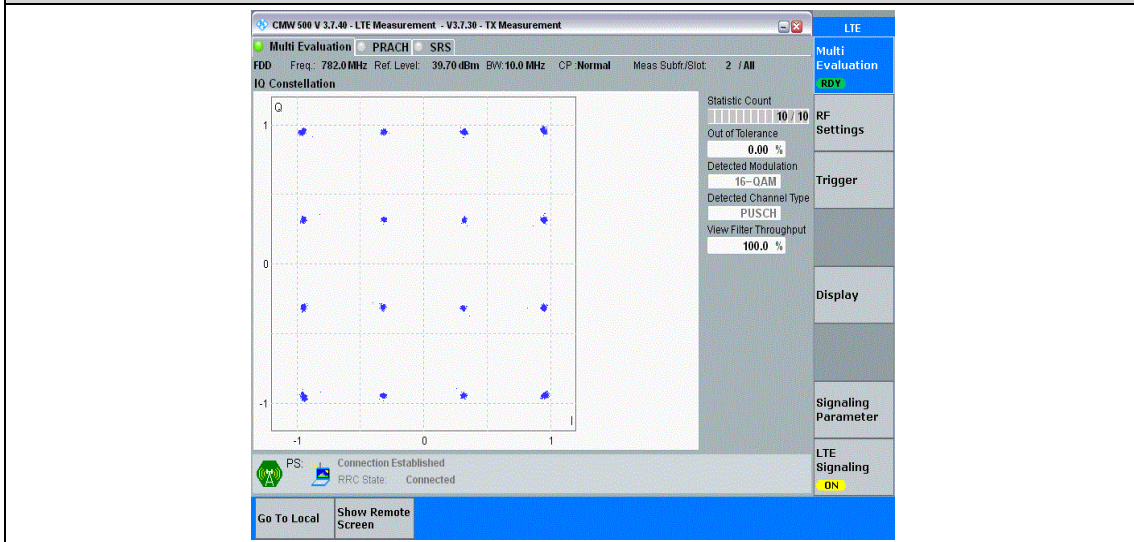 CMW 500 V 3.7.40 - LTE Measurement - V3.7.30 - TX Measurement
LTE
Multi Evaluation PRACH SRS
FDD Freq.: 782.0 MHz Ref. Level: 39.70 dBm BW: 10.0 MHz CP :Normal Meas Subfr./Slot: 2 / All
IQ Constellation
Q
1
0
-1
-1 0 1
I
Statistic Count
10 / 10
Out of Tolerance
0.00 %
Detected Modulation
16-QAM
Detected Channel Type
PUSCH
View Filter Throughput
100.0 %
Multi
Evaluation
RDY
RF
Settings
Trigger
Display
Signaling
Parameter
LTE
Signaling
ON
PS: Connection Established
RRC State: Connected
Go To Local
Show Remote
Screen